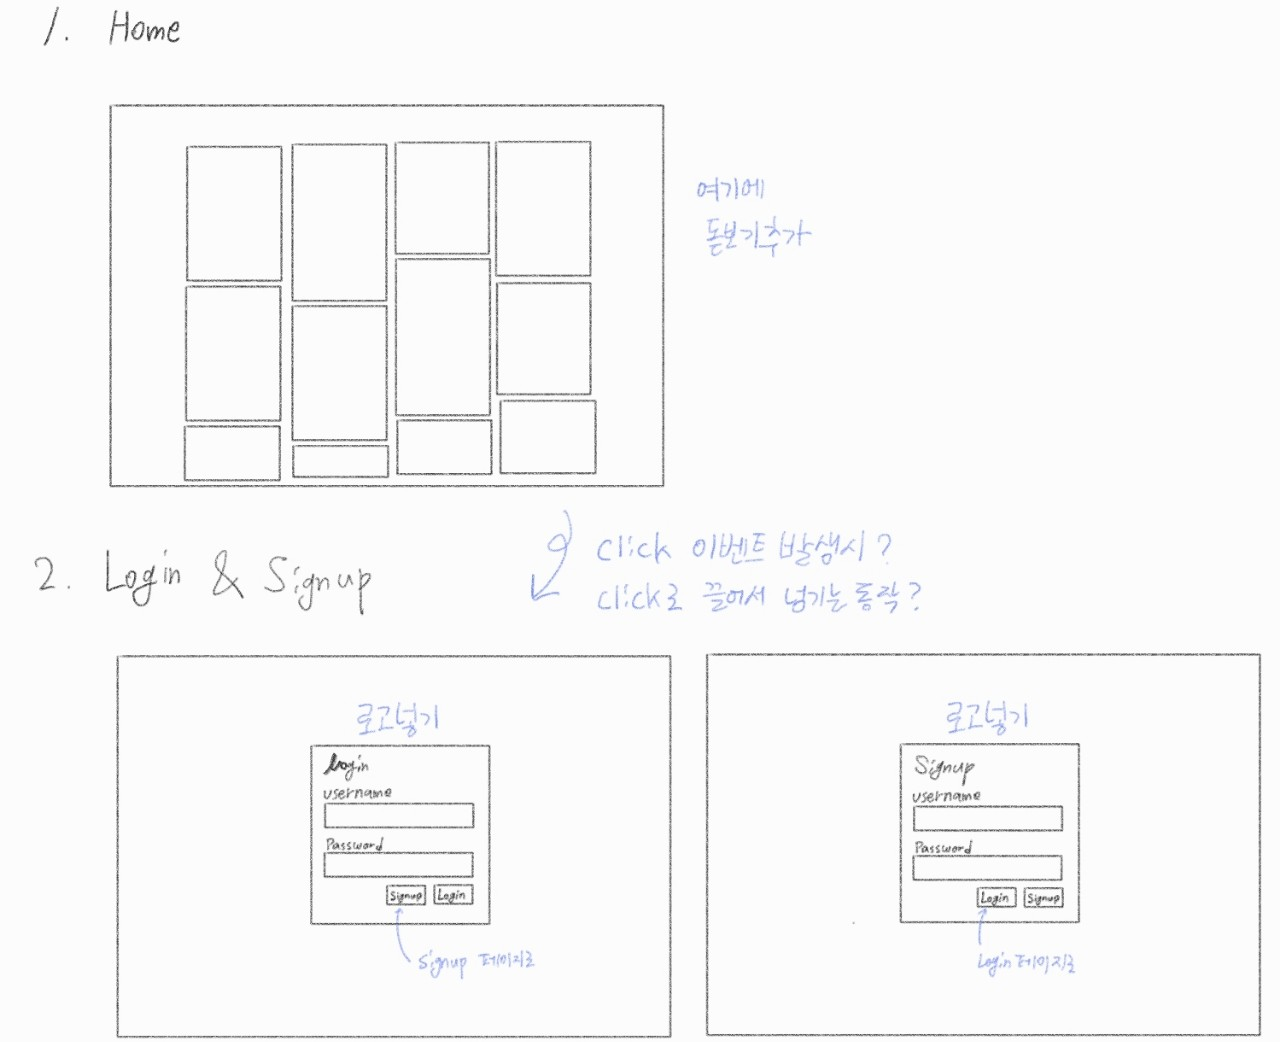 1. Home
여기에
돋보기추가
click 이벤트 발생시?
click로 끌어서 넘기는 동작?
2. Login & Signup
로고넣기
Login
username
Password
Signup Login
Signup 페이지로
로고넣기
Signup
username
Password
Login Signup
Login 페이지로